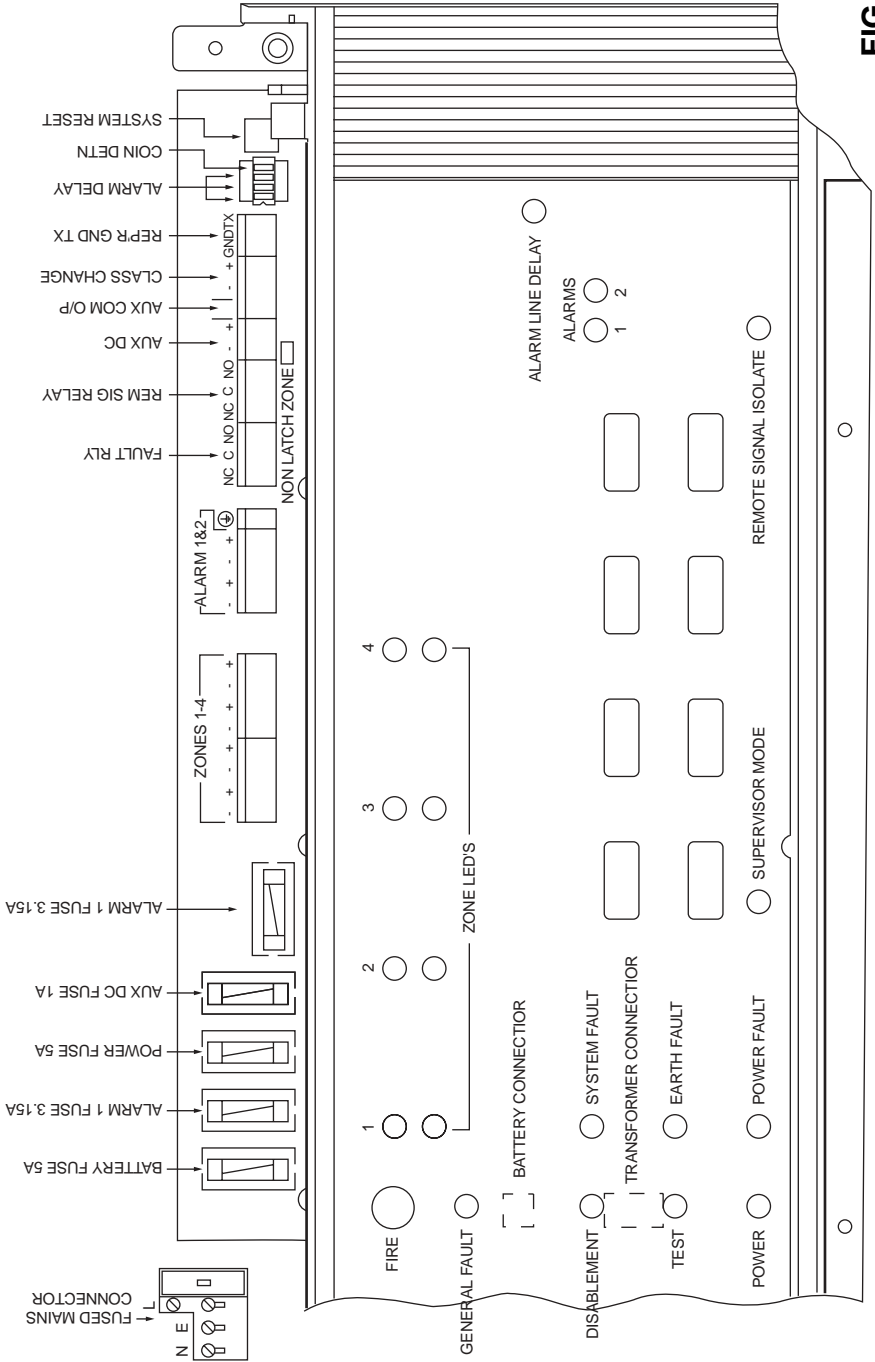 FIG
SYSTEM RESET
COIN DETN
ALARM DELAY
REP'R GND TX
CLASS CHANGE
AUX COM O/P
AUX DC
REM SIG RELAY
FAULT RLY
GNDTX
- +
- +
NC C NO NC C NO
NON LATCH ZONE
ALARM 1&2
- + - +
ZONES 1-4
- + - + - + - +
ALARM 1 FUSE 3.15A
AUX DC FUSE 1A
POWER FUSE 5A
ALARM 1 FUSE 3.15A
BATTERY FUSE 5A
FUSED MAINS
CONNECTOR
N E L
FIRE
1 2 3 4
ZONE LED'S
GENERAL FAULT
BATTERY CONNECTIOR
ALARM LINE DELAY
ALARMS
1 2
DISABLEMENT
SYSTEM FAULT
TRANSFORMER CONNECTION
TEST
EARTH FAULT
POWER
POWER FAULT
SUPERVISOR MODE
REMOTE SIGNAL ISOLATE